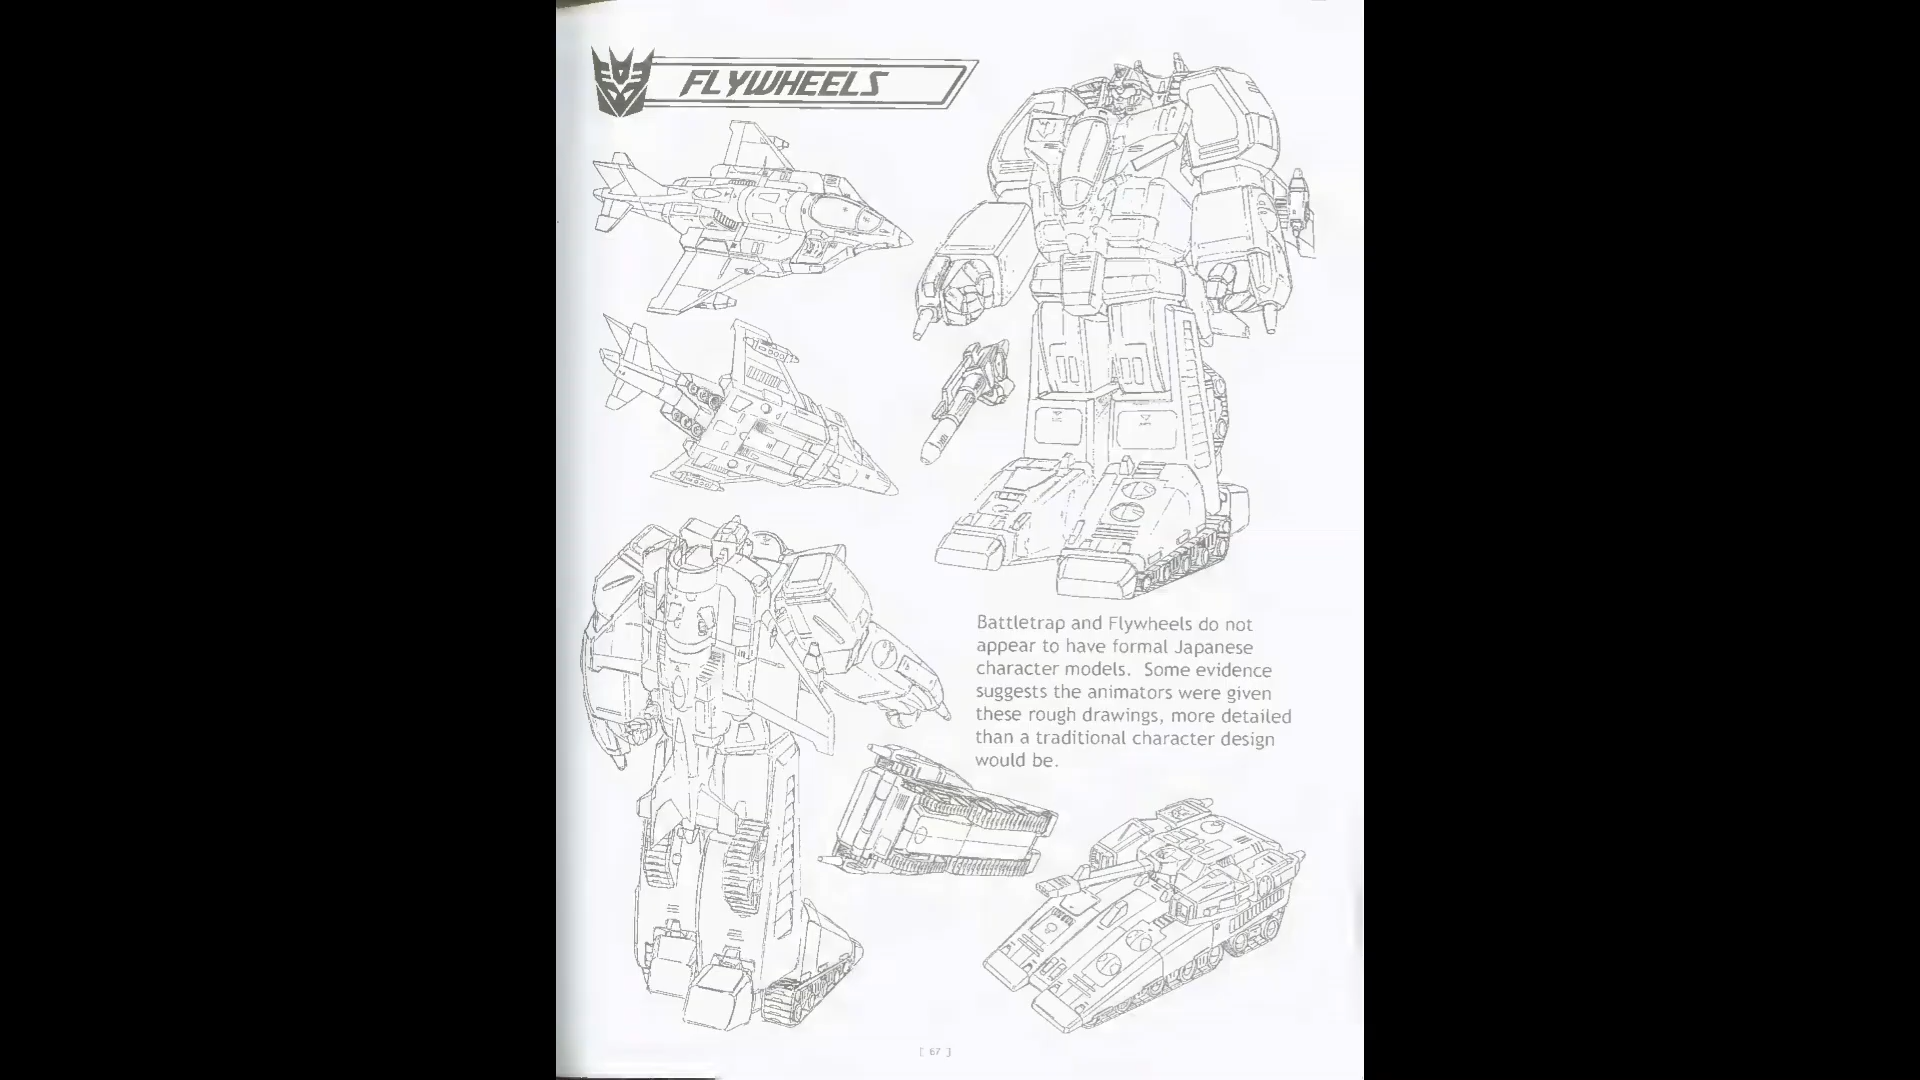 FLYWHEELS
Battletrap and Flywheels do not
appear to have formal Japanese
character models. Some evidence
suggests the animators were given
these rough drawings, more detailed
than a traditional character design
would be.
[ 67 ]